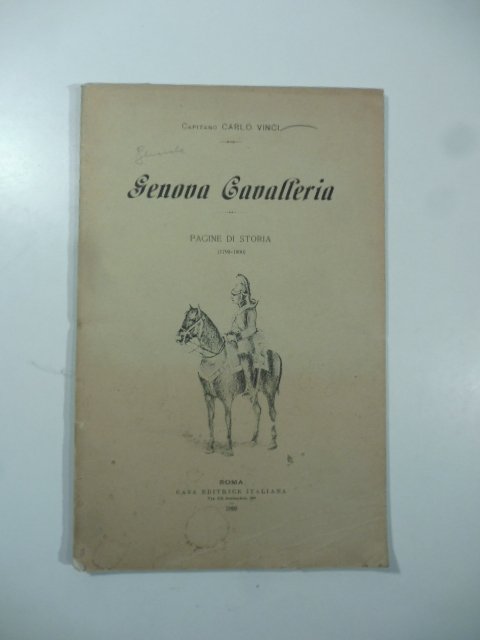 Capitano CARLO VINCI
Genova Cavalleria
PAGINE DI STORIA
ROMA
CASA EDITRICE ITALIANA